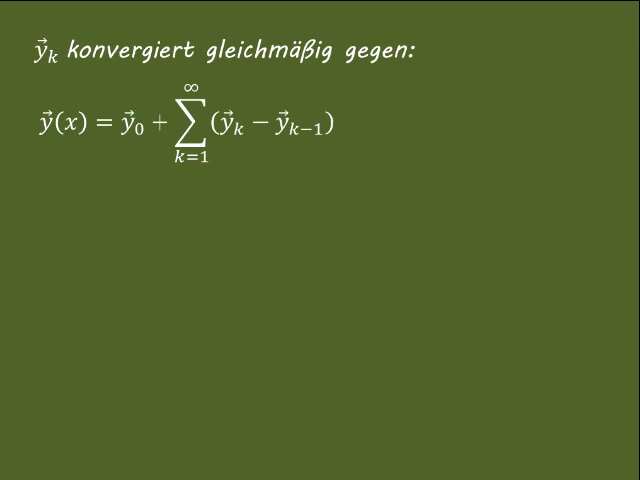 y⃗ₖ konvergiert gleichmäßig gegen:
y⃗(x) = y⃗₀ + ∑_{k=1}^{∞} (y⃗ₖ − y⃗ₖ₋₁)